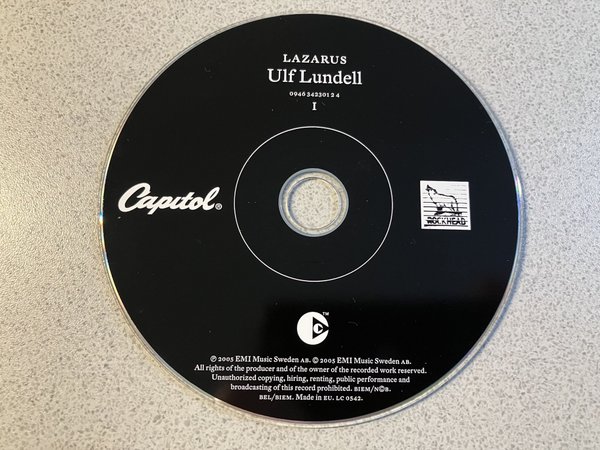 LAZARUS
Ulf Lundell
0946 342301 2 4
I
Capitol®
ROCKHEAD
™
℗ 2005 EMI Music Sweden AB. © 2005 EMI Music Sweden AB.
All rights of the producer and of the owner of the recorded work reserved.
Unauthorized copying, hiring, renting, public performance and
broadcasting of this record prohibited. BIEM/N©B.
BEL/BIEM. Made in EU. LC 0542.